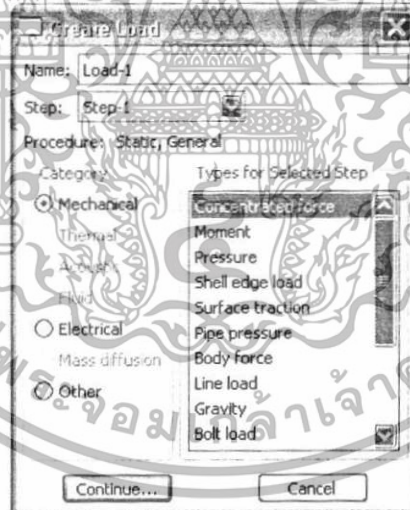 Create Load
Name: Load-1
Step: Step-1
Procedure: Static, General
Category
Types for Selected Step
Mechanical
Thermal
Acoustic
Fluid
Electrical
Mass diffusion
Other
Concentrated force
Moment
Pressure
Shell edge load
Surface traction
Pipe pressure
Body force
Line load
Gravity
Bolt load
Continue...
Cancel